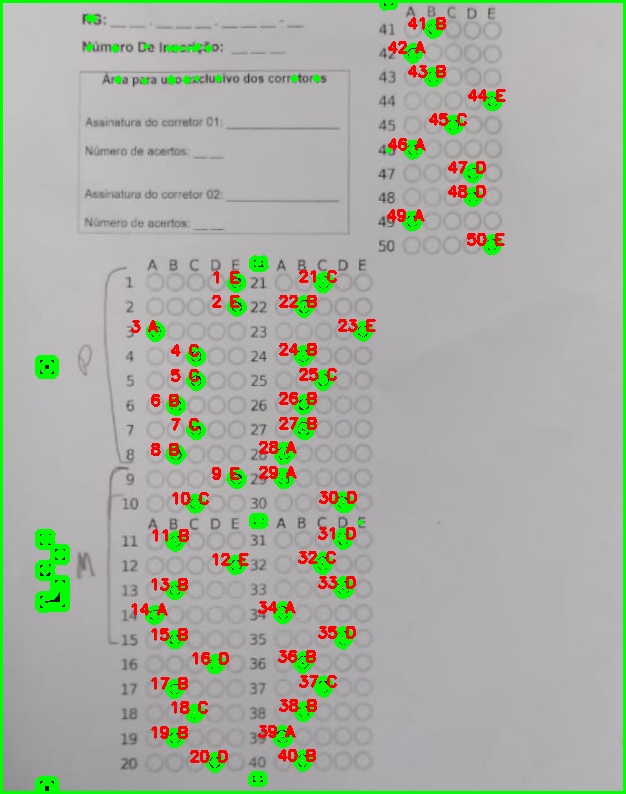 RG: __ __ . __ __ __ . __ __ __ - __
Número De Inscrição: __ __ __
Área para uso exclusivo dos corretores
Assinatura do corretor 01: ____________________
Número de acertos: __ __
Assinatura do corretor 02: ____________________
Número de acertos: __ __
A B C D E
41 41 B
42 42 A
43 43 B
44 44 E
45 45 C
46 46 A
47 47 D
48 48 D
49 49 A
50 50 E
P
A B C D E
1 1 E
2 2 E
3 3 A
4 4 C
5 5 C
6 6 B
7 7 C
8 8 B
9 9 E
10 10 C
M
A B C D E
11 11 B
12 12 E
13 13 B
14 14 A
15 15 B
16 16 D
17 17 B
18 18 C
19 19 B
20 20 D
A B C D E
21 21 C
22 22 B
23 23 E
24 24 B
25 25 C
26 26 B
27 27 B
28 28 A
29 29 A
30 30 D
A B C D E
31 31 D
32 32 C
33 33 D
34 34 A
35 35 D
36 36 B
37 37 C
38 38 B
39 39 A
40 40 B